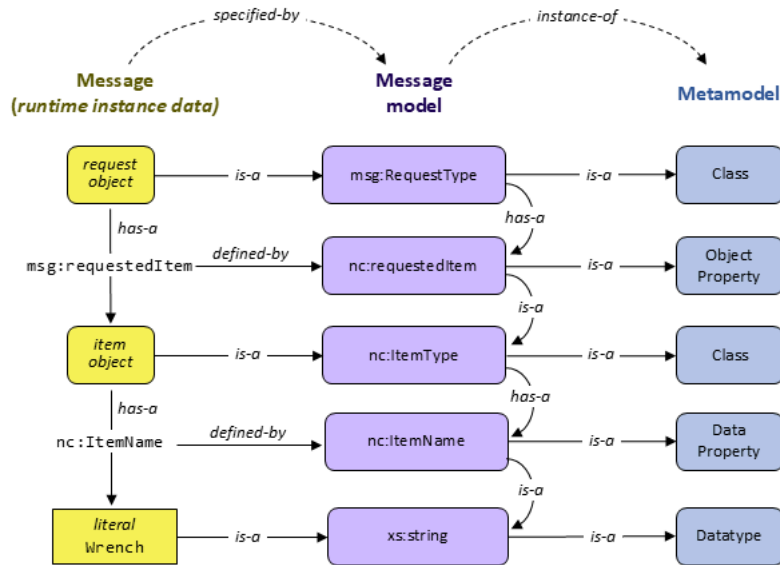 specified-by
instance-of
Message
(runtime instance data)
Message
model
Metamodel
request
object
is-a
msg:RequestType
is-a
Class
has-a
has-a
msg:requestedItem
defined-by
nc:requestedItem
is-a
Object
Property
is-a
item
object
is-a
nc:ItemType
is-a
Class
has-a
has-a
nc:ItemName
defined-by
nc:ItemName
is-a
Data
Property
is-a
literal
Wrench
is-a
xs:string
is-a
Datatype